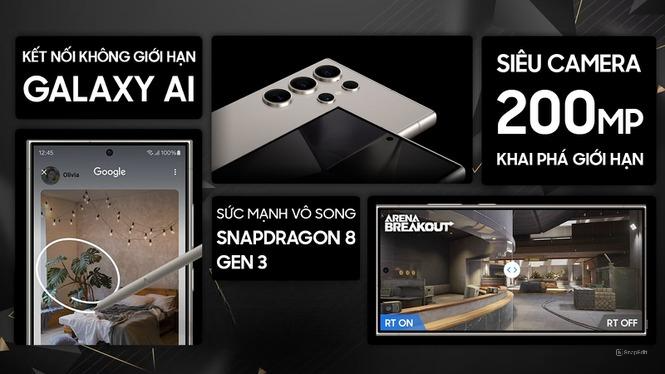 KẾT NỐI KHÔNG GIỚI HẠN
GALAXY AI
SIÊU CAMERA
200MP
KHAI PHÁ GIỚI HẠN
12:45
100%
Olivia
Google
SỨC MẠNH VÔ SONG
SNAPDRAGON 8
GEN 3
ARENA
BREAKOUT
RT ON
RT OFF
SnapEdit